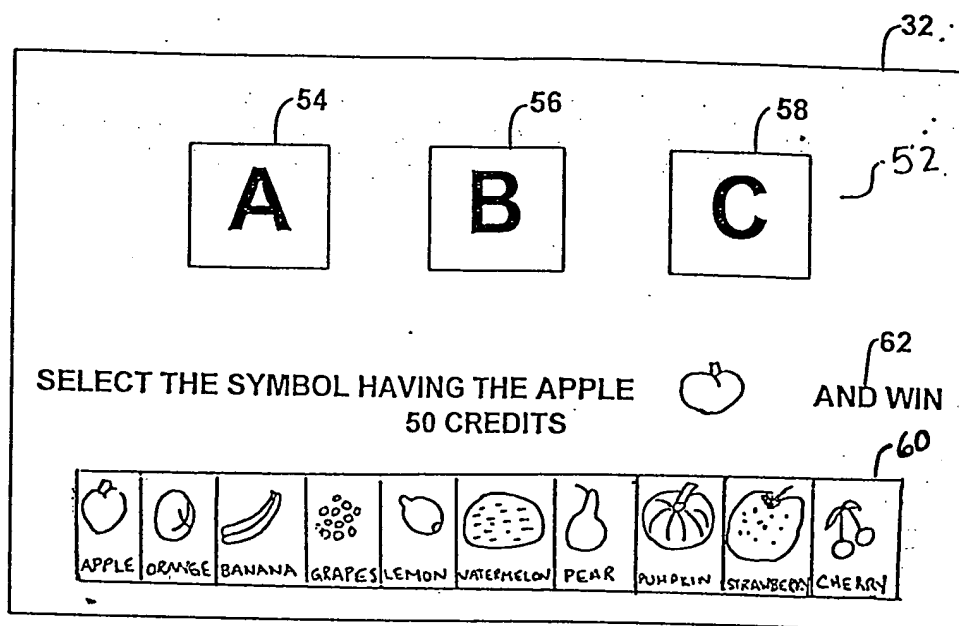 32
54 56 58
A B C
52
62
SELECT THE SYMBOL HAVING THE APPLE AND WIN
50 CREDITS
60
APPLE ORANGE BANANA GRAPES LEMON WATERMELON PEAR PUMPKIN STRAWBERRY CHERRY